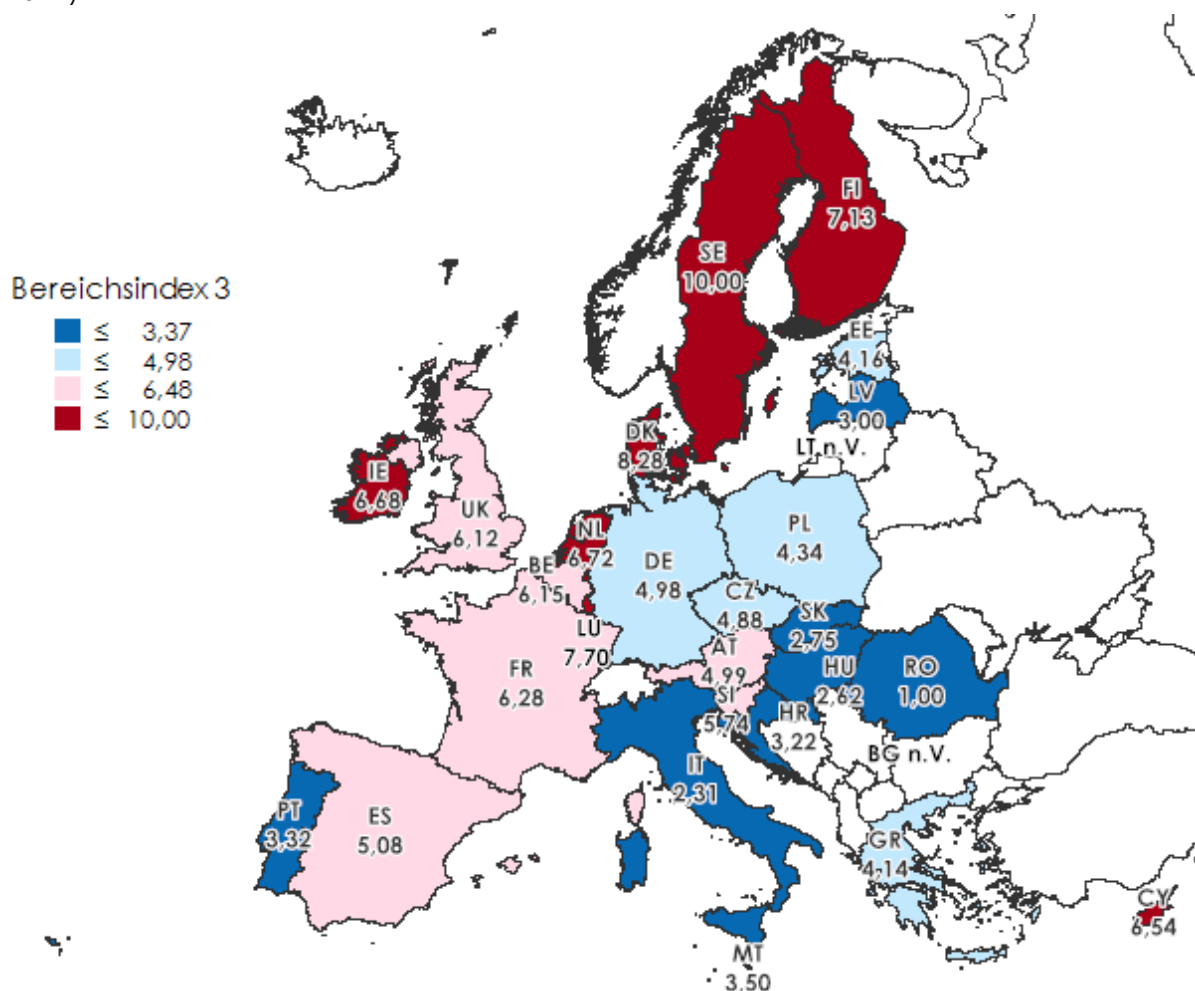 Bereichsindex 3
≤ 3,37
≤ 4,98
≤ 6,48
≤ 10,00
FI
7,13
SE
10,00
EE
4,16
LV
3,00
LT n.V.
DK
8,28
IE
6,68
UK
6,12
NL
6,72
BE
6,15
DE
4,98
PL
4,34
CZ
4,88
SK
2,75
LU
7,70
AT
4,99
HU
2,62
RO
1,00
FR
6,28
SI
5,74
HR
3,22
BG n.V.
IT
2,31
PT
3,32
ES
5,08
GR
4,14
CY
6,54
MT
3,50